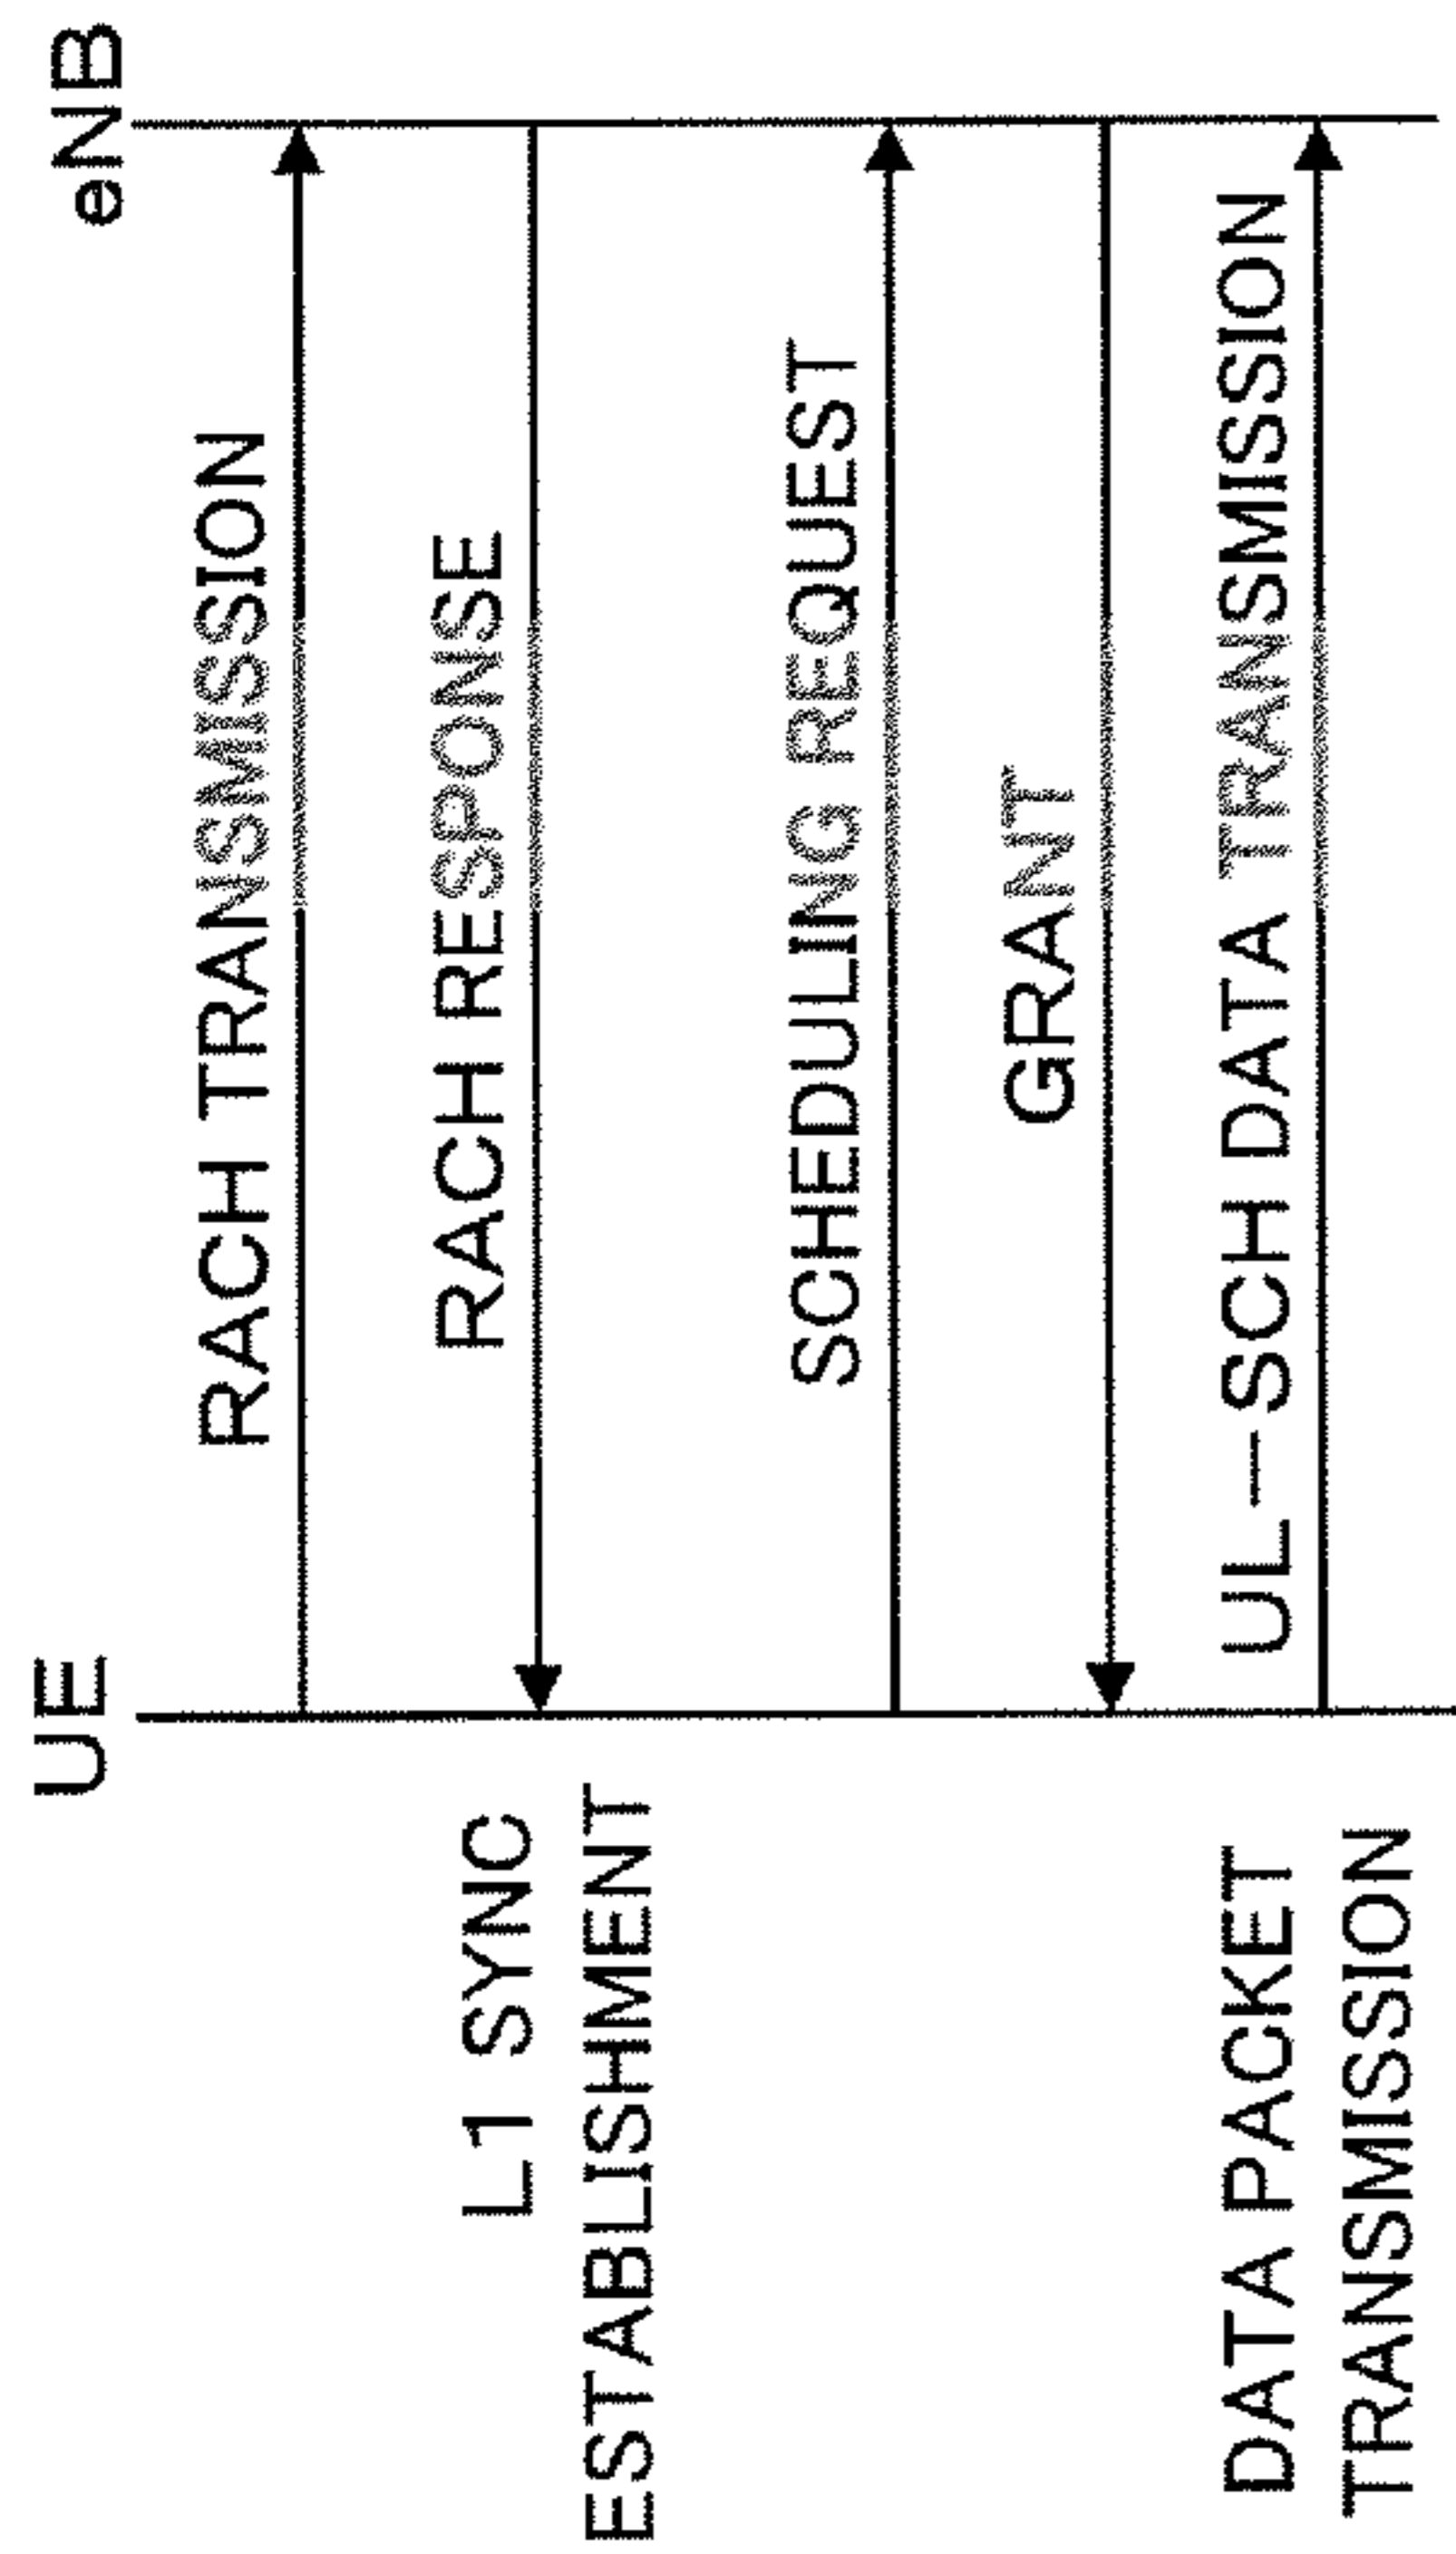 UE
eNB
RACH TRANSMISSION
RACH RESPONSE
L1 SYNC
ESTABLISHMENT
SCHEDULING REQUEST
GRANT
UL-SCH DATA TRANSMISSION
DATA PACKET
TRANSMISSION